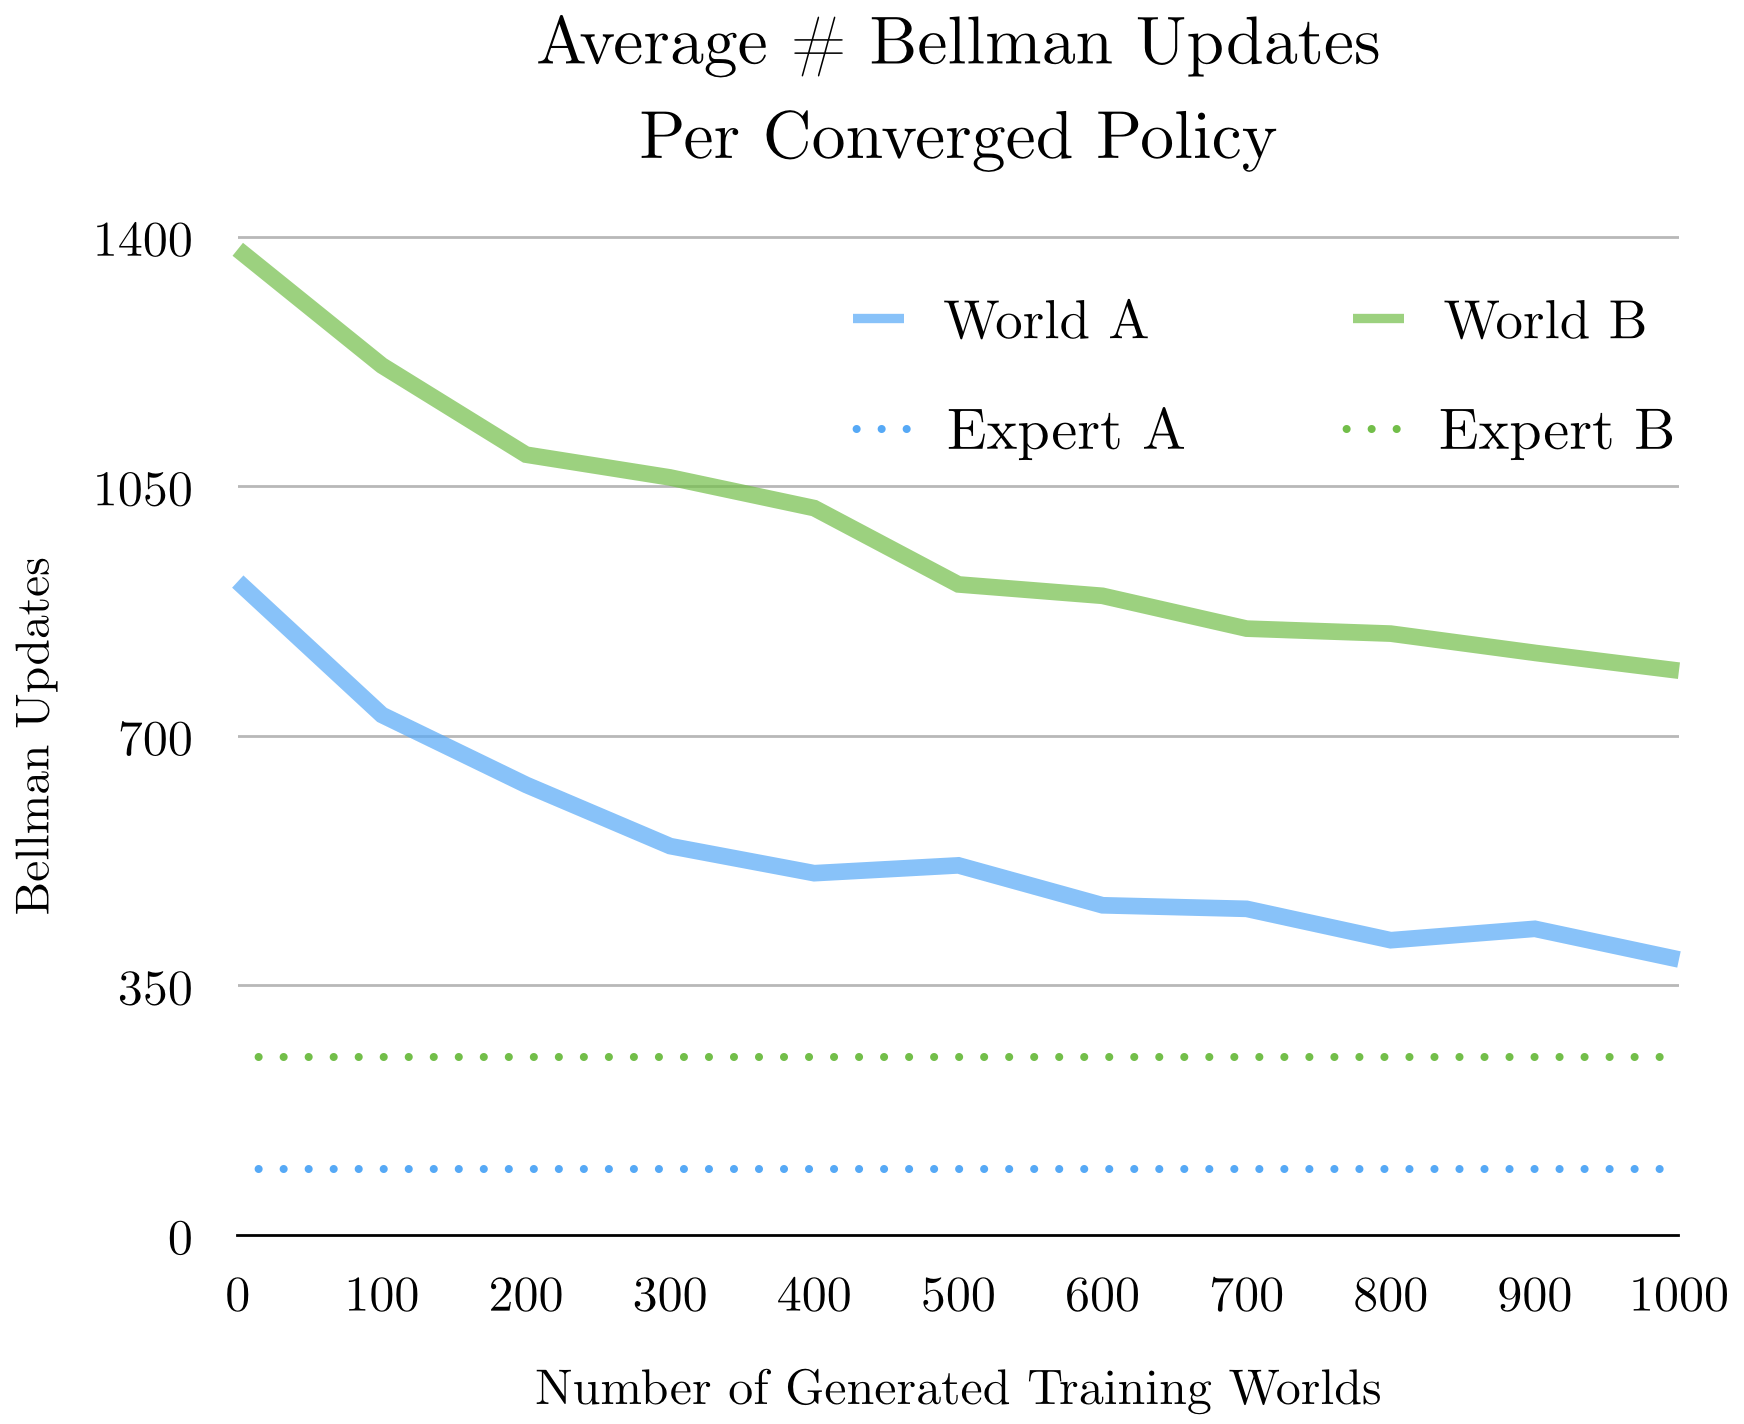 Average # Bellman Updates
Per Converged Policy
1400
1050
700
350
0
Bellman Updates
World A
World B
Expert A
Expert B
0 100 200 300 400 500 600 700 800 900 1000
Number of Generated Training Worlds